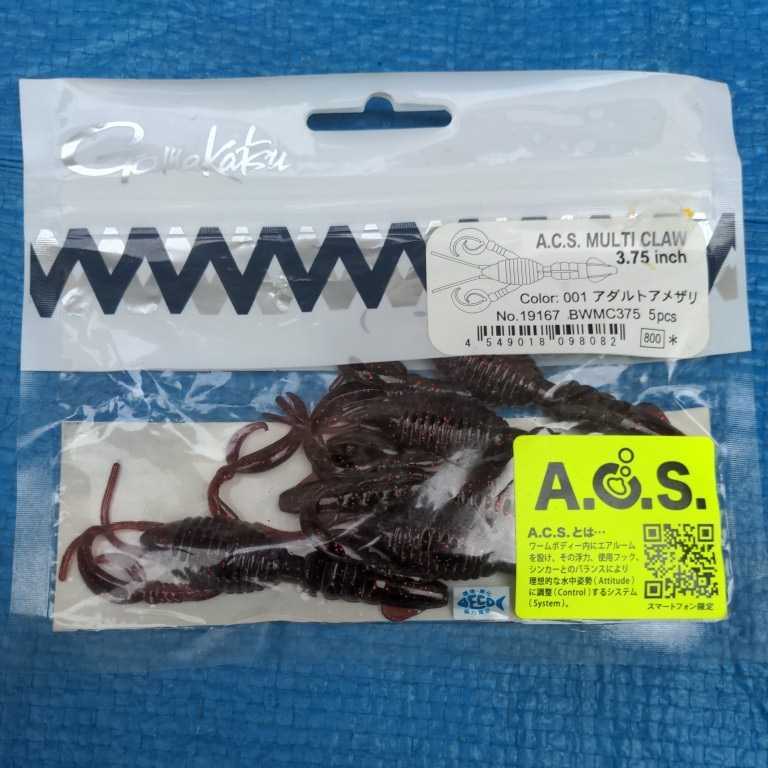 Gamakatsu
A.C.S. MULTI CLAW
3.75 inch
Color: 001 アダルトアメザリ
No.19167 .BWMC375 5pcs
4 549018 098082
800 *
A.C.S.
A.C.S.とは…
ワームボディー内にエアルーム
を設け、その浮力、使用フック、
シンカーとのバランスにより
理想的な水中姿勢(Attitude)
に調整(Control)するシステム
(System)。
スマートフォン限定
ECO